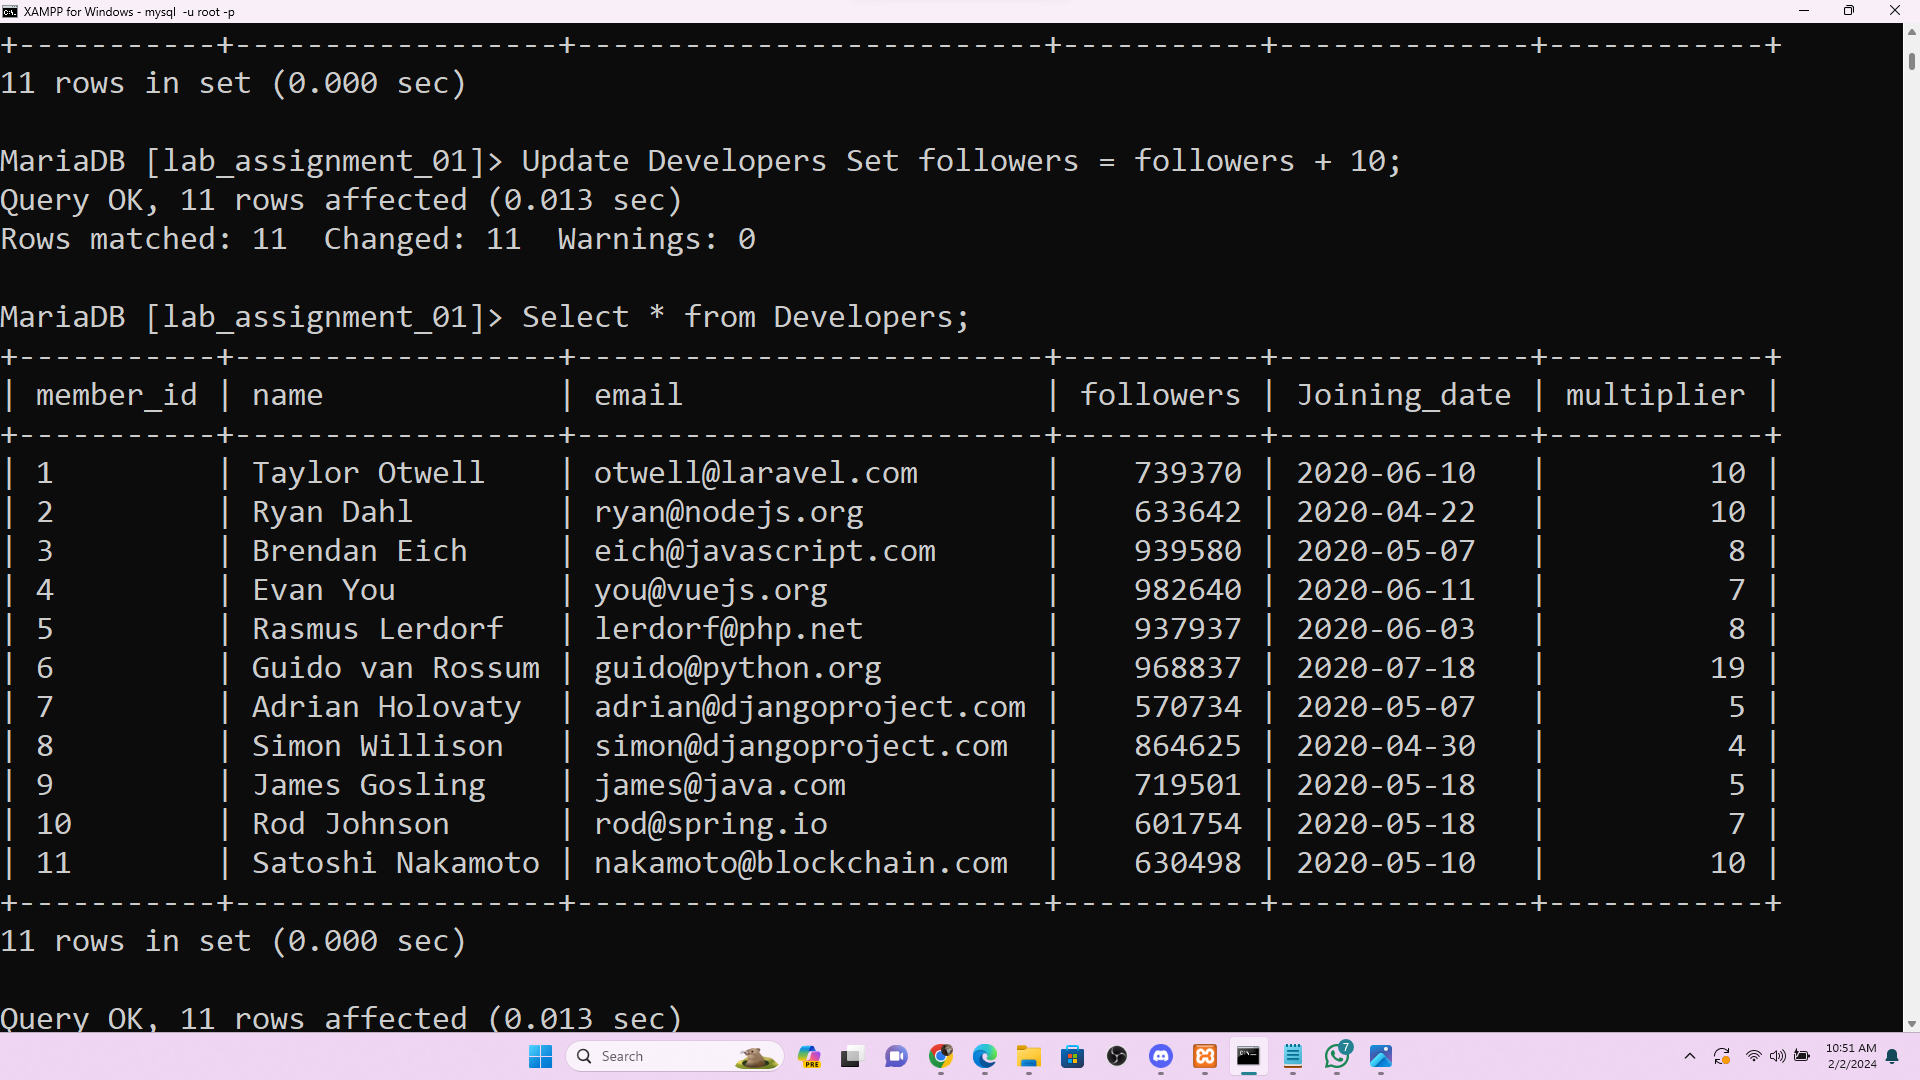 XAMPP for Windows - mysql  -u root -p
+-----------+------------------+--------------------------+-----------+--------------+------------+
11 rows in set (0.000 sec)
MariaDB [lab_assignment_01]> Update Developers Set followers = followers + 10;
Query OK, 11 rows affected (0.013 sec)
Rows matched: 11  Changed: 11  Warnings: 0
MariaDB [lab_assignment_01]> Select * from Developers;
+-----------+------------------+--------------------------+-----------+--------------+------------+
| member_id | name             | email                    | followers | Joining_date | multiplier |
+-----------+------------------+--------------------------+-----------+--------------+------------+
| 1         | Taylor Otwell    | otwell@laravel.com       |    739370 | 2020-06-10   |         10 |
| 2         | Ryan Dahl        | ryan@nodejs.org          |    633642 | 2020-04-22   |         10 |
| 3         | Brendan Eich     | eich@javascript.com      |    939580 | 2020-05-07   |          8 |
| 4         | Evan You         | you@vuejs.org            |    982640 | 2020-06-11   |          7 |
| 5         | Rasmus Lerdorf   | lerdorf@php.net          |    937937 | 2020-06-03   |          8 |
| 6         | Guido van Rossum | guido@python.org         |    968837 | 2020-07-18   |         19 |
| 7         | Adrian Holovaty  | adrian@djangoproject.com |    570734 | 2020-05-07   |          5 |
| 8         | Simon Willison   | simon@djangoproject.com  |    864625 | 2020-04-30   |          4 |
| 9         | James Gosling    | james@java.com           |    719501 | 2020-05-18   |          5 |
| 10        | Rod Johnson      | rod@spring.io            |    601754 | 2020-05-18   |          7 |
| 11        | Satoshi Nakamoto | nakamoto@blockchain.com  |    630498 | 2020-05-10   |         10 |
+-----------+------------------+--------------------------+-----------+--------------+------------+
11 rows in set (0.000 sec)
Query OK, 11 rows affected (0.013 sec)
Search
PRE
7
10:51 AM
2/2/2024